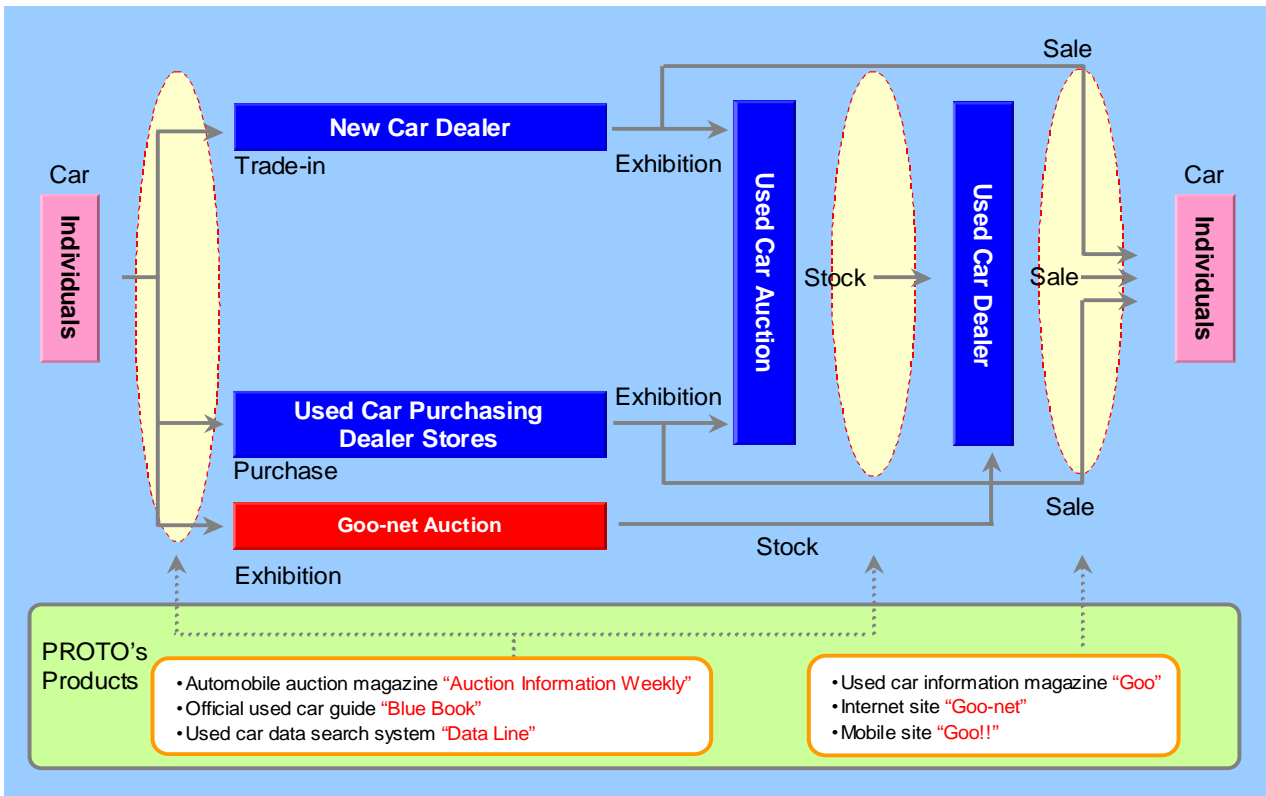 Sale
New Car Dealer
Trade-in
Exhibition
Car
Individuals
Used Car Auction
Stock
Used Car Dealer
Sale
Car
Individuals
Exhibition
Used Car Purchasing
Dealer Stores
Purchase
Goo-net Auction
Exhibition
Stock
Sale
PROTO’s
Products
•Automobile auction magazine “Auction Information Weekly”
•Official used car guide “Blue Book”
•Used car data search system “Data Line”
•Used car information magazine “Goo”
•Internet site “Goo-net”
•Mobile site “Goo!!”